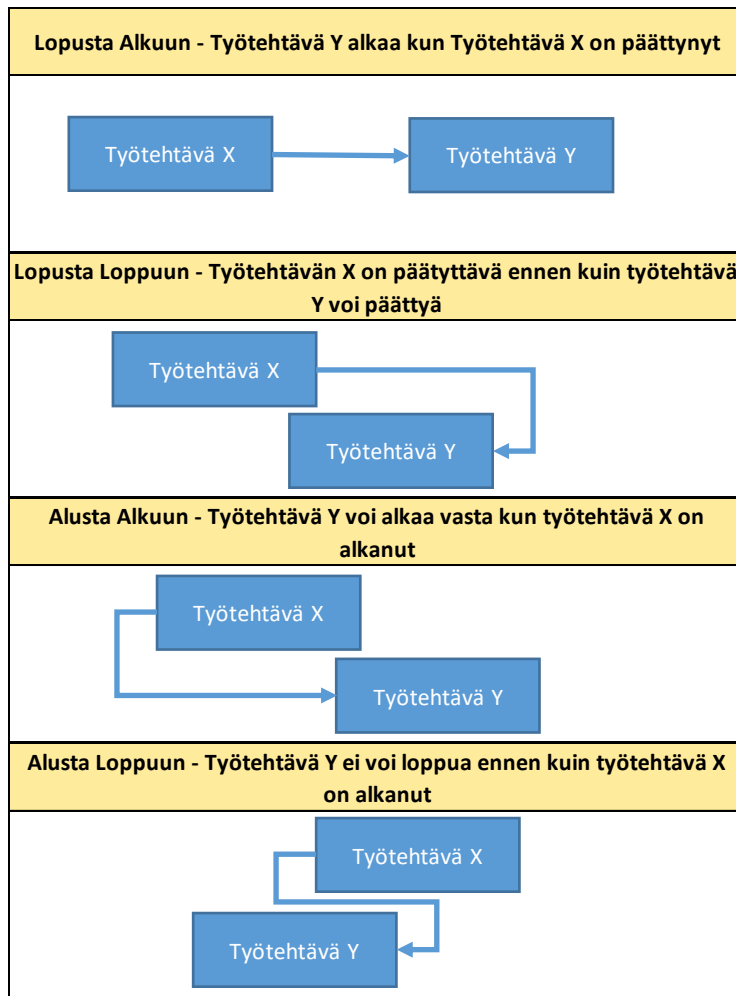 Lopusta Alkuun - Työtehtävä Y alkaa kun Työtehtävä X on päättynyt
Työtehtävä X
Työtehtävä Y
Lopusta Loppuun - Työtehtävän X on päätyttävä ennen kuin työtehtävä
Y voi päättyä
Työtehtävä X
Työtehtävä Y
Alusta Alkuun - Työtehtävä Y voi alkaa vasta kun työtehtävä X on
alkanut
Työtehtävä X
Työtehtävä Y
Alusta Loppuun - Työtehtävä Y ei voi loppua ennen kuin työtehtävä X
on alkanut
Työtehtävä X
Työtehtävä Y